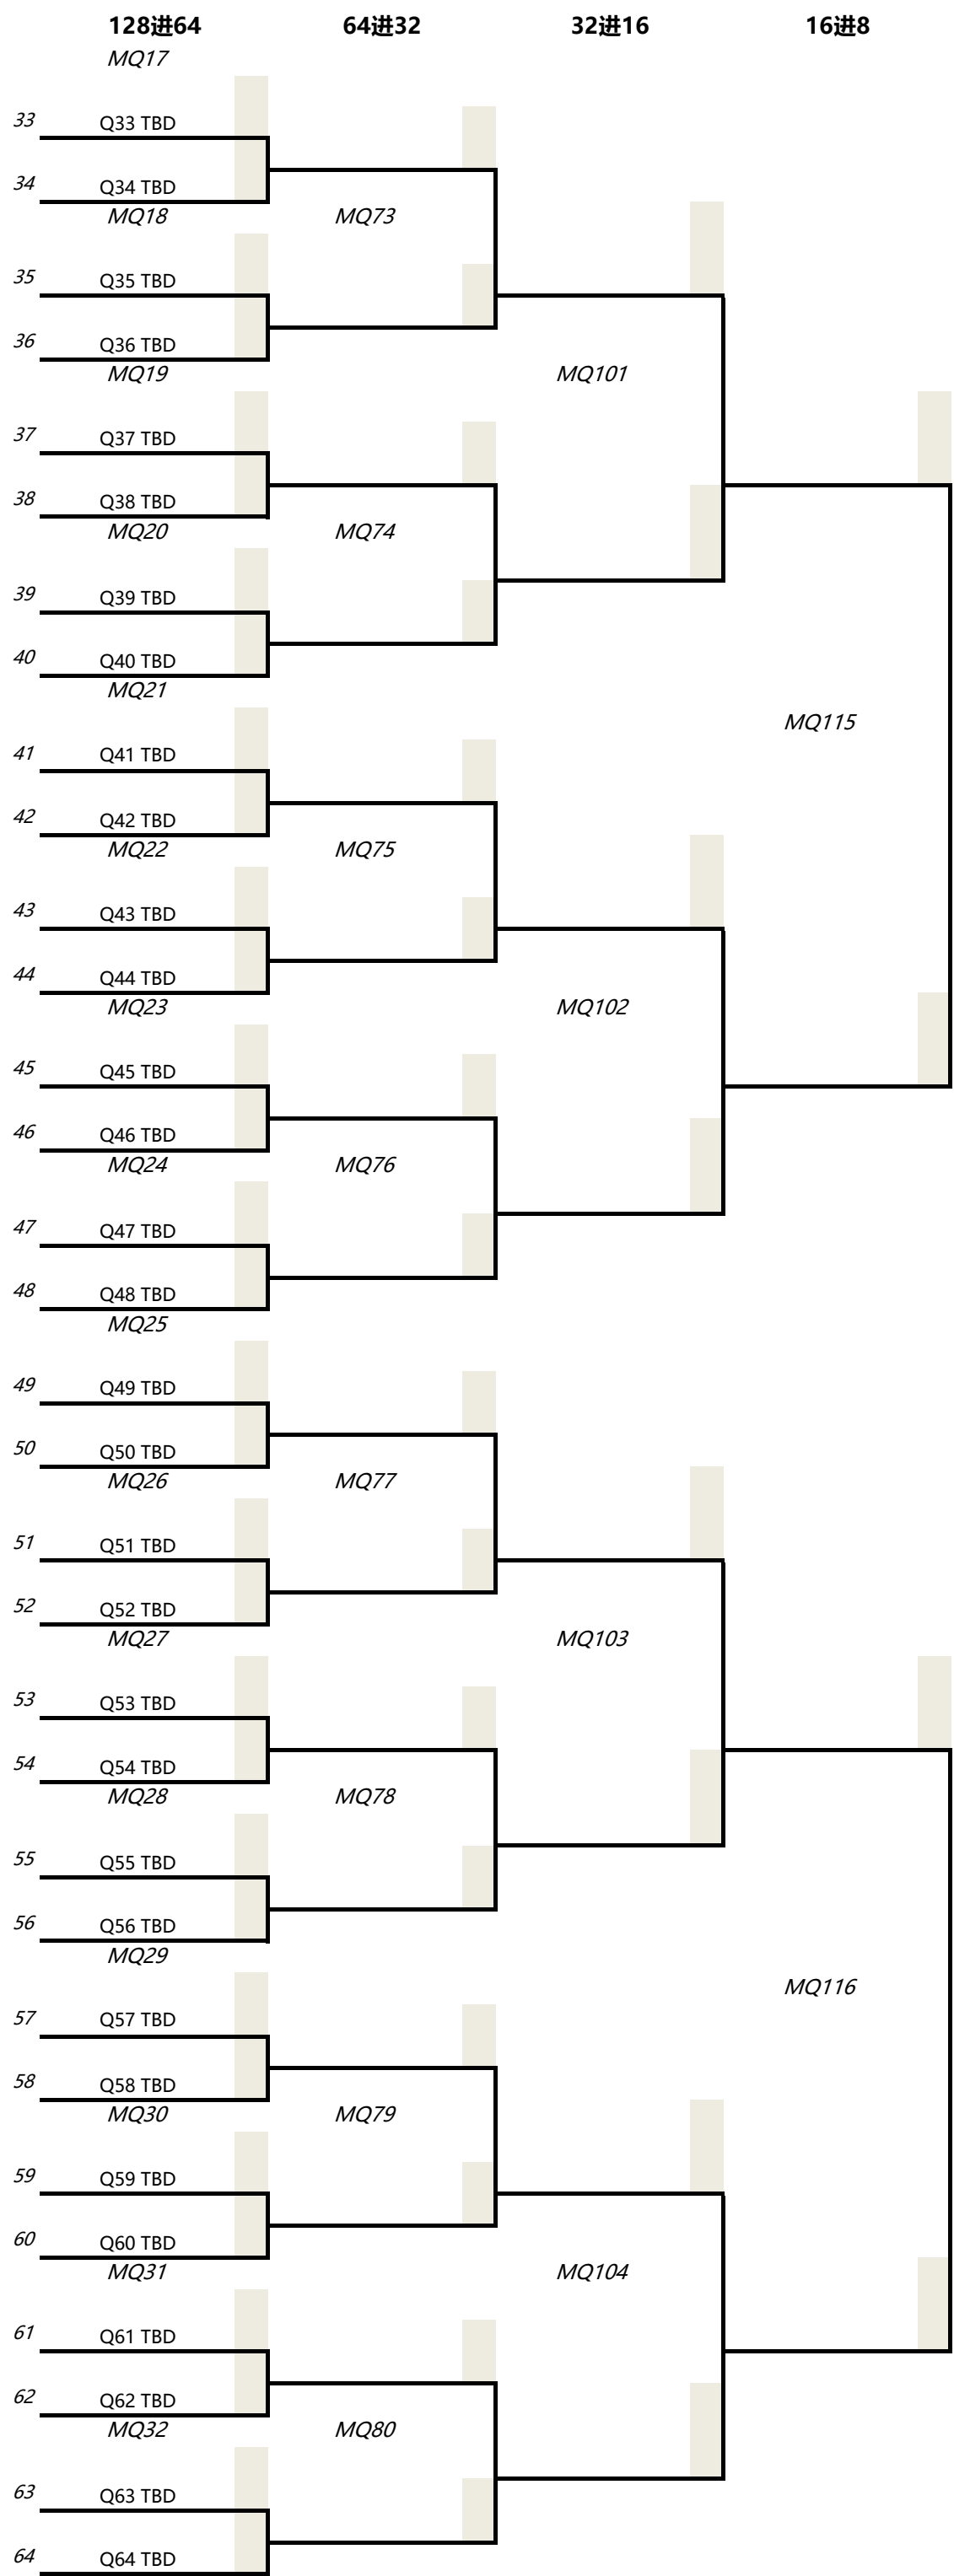 128进64 64进32 32进16 16进8
MQ17
33 Q33 TBD
34 Q34 TBD
MQ18 MQ73
35 Q35 TBD
36 Q36 TBD
MQ19 MQ101
37 Q37 TBD
38 Q38 TBD
MQ20 MQ74
39 Q39 TBD
40 Q40 TBD
MQ21
MQ115
41 Q41 TBD
42 Q42 TBD
MQ22 MQ75
43 Q43 TBD
44 Q44 TBD
MQ23 MQ102
45 Q45 TBD
46 Q46 TBD
MQ24 MQ76
47 Q47 TBD
48 Q48 TBD
MQ25
49 Q49 TBD
50 Q50 TBD
MQ26 MQ77
51 Q51 TBD
52 Q52 TBD
MQ27 MQ103
53 Q53 TBD
54 Q54 TBD
MQ28 MQ78
55 Q55 TBD
56 Q56 TBD
MQ29
MQ116
57 Q57 TBD
58 Q58 TBD
MQ30 MQ79
59 Q59 TBD
60 Q60 TBD
MQ31 MQ104
61 Q61 TBD
62 Q62 TBD
MQ32 MQ80
63 Q63 TBD
64 Q64 TBD